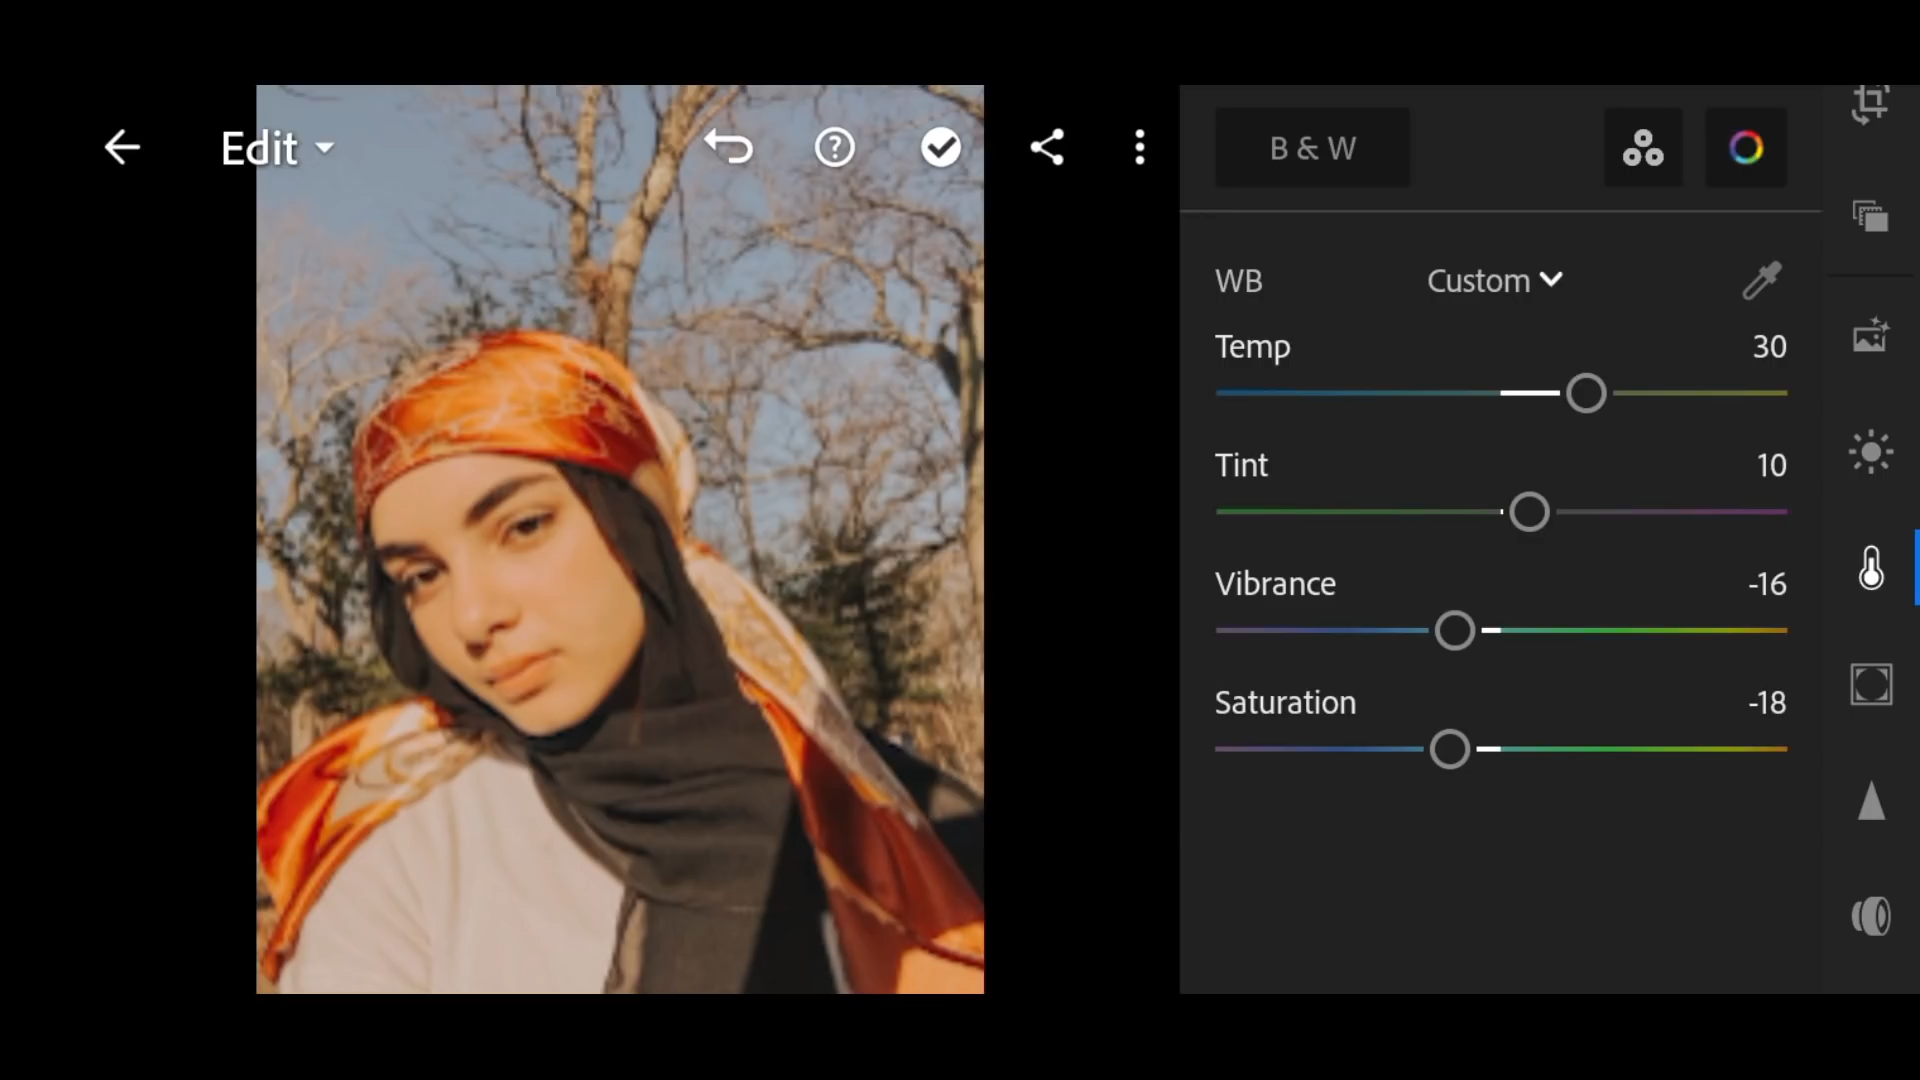 Edit
B & W
WB Custom
Temp 30
Tint 10
Vibrance -16
Saturation -18